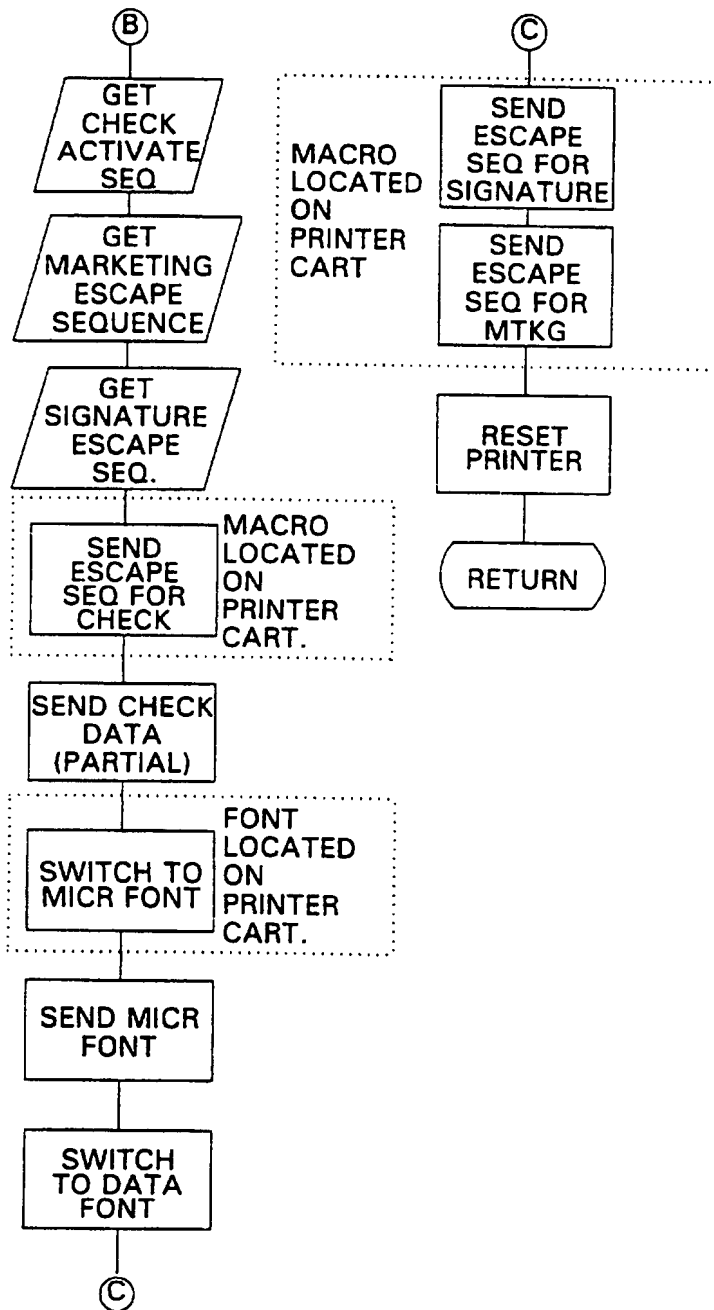 B
GET
CHECK
ACTIVATE
SEQ
GET
MARKETING
ESCAPE
SEQUENCE
GET
SIGNATURE
ESCAPE
SEQ.
SEND
ESCAPE
SEQ FOR
CHECK
MACRO
LOCATED
ON
PRINTER
CART.
SEND CHECK
DATA
(PARTIAL)
SWITCH TO
MICR FONT
FONT
LOCATED
ON
PRINTER
CART.
SEND MICR
FONT
SWITCH
TO DATA
FONT
C
C
MACRO
LOCATED
ON
PRINTER
CART
SEND
ESCAPE
SEQ FOR
SIGNATURE
SEND
ESCAPE
SEQ FOR
MTKG
RESET
PRINTER
RETURN